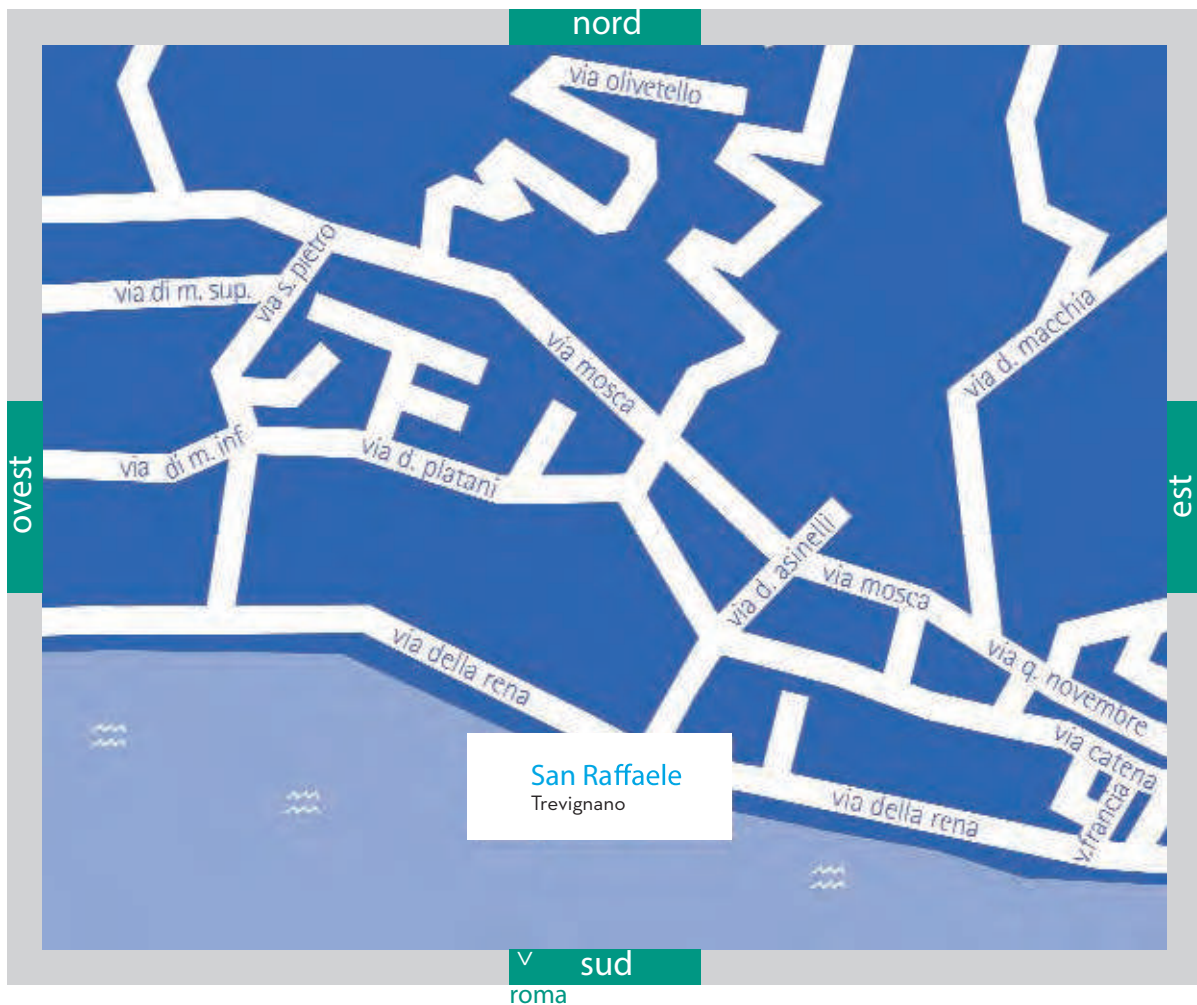 nord
via olivetello
via s. pietro
via di m. sup.
via mosca
via d. macchia
via di m. inf
via d. platani
ovest
est
via d. asinelli
via mosca
via della rena
via q. novembre
via catena
San Raffaele
Trevignano
via della rena
v.francia
sud
roma